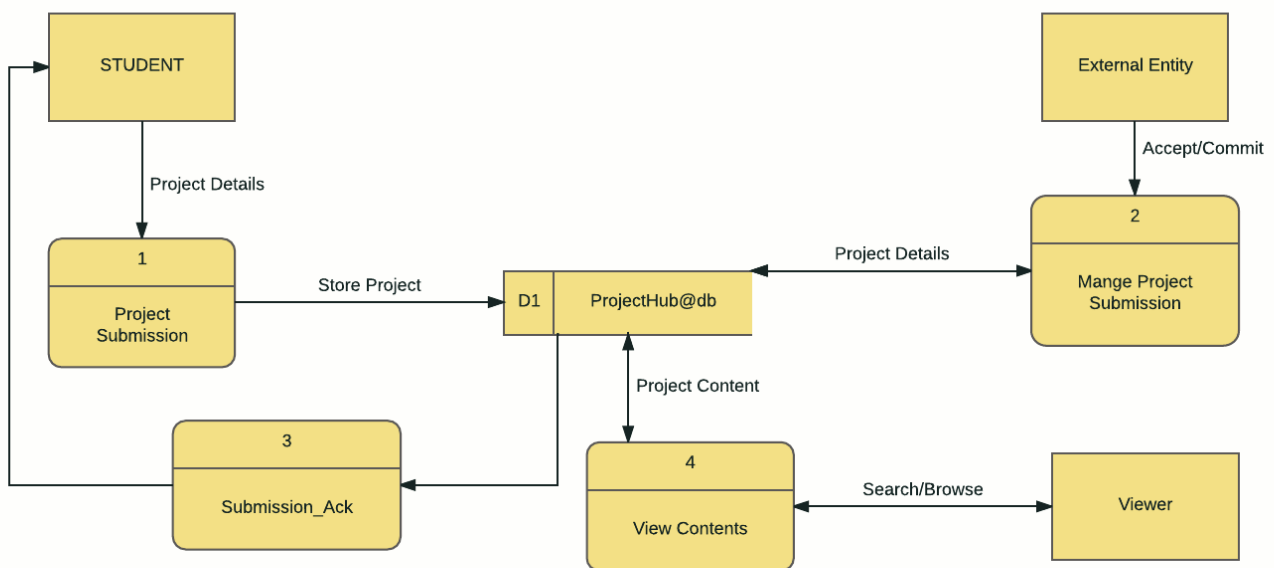 STUDENT
External Entity
Accept/Commit
Project Details
2
1
Project Details
Mange Project
Submission
Store Project
D1
ProjectHub@db
Project
Submission
Project Content
3
4
Search/Browse
Submission_Ack
Viewer
View Contents